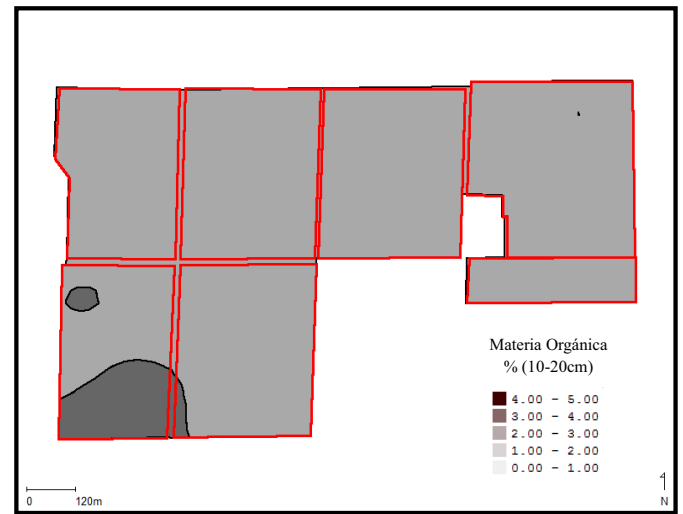 Materia Orgánica
% (10-20cm)
4.00 - 5.00
3.00 - 4.00
2.00 - 3.00
1.00 - 2.00
0.00 - 1.00
0 120m
N